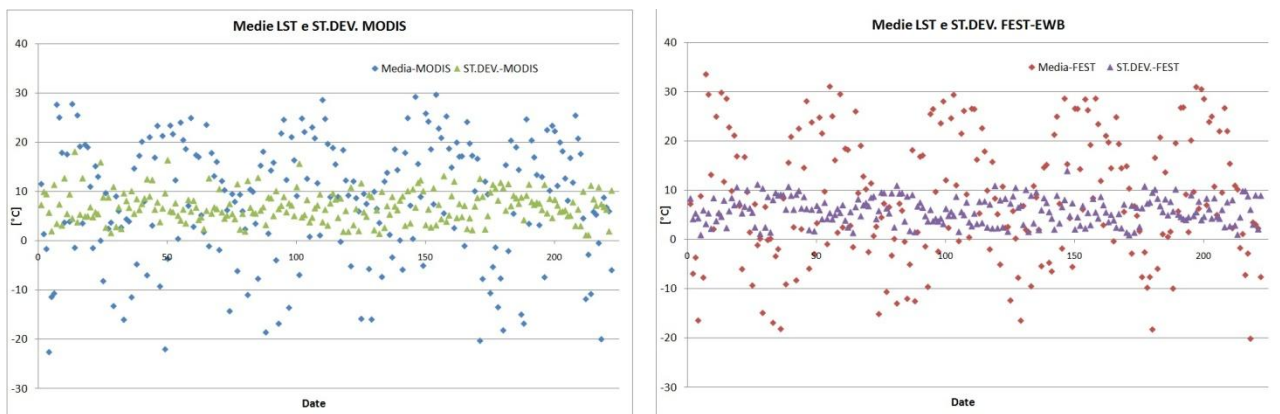 Medie LST e ST.DEV. MODIS
Media-MODIS
ST.DEV.-MODIS
40
30
20
10
0
-10
-20
-30
[°C]
0
50
100
150
200
Date
Medie LST e ST.DEV. FEST-EWB
Media-FEST
ST.DEV.-FEST
40
30
20
10
0
-10
-20
-30
[°C]
0
50
100
150
200
Date